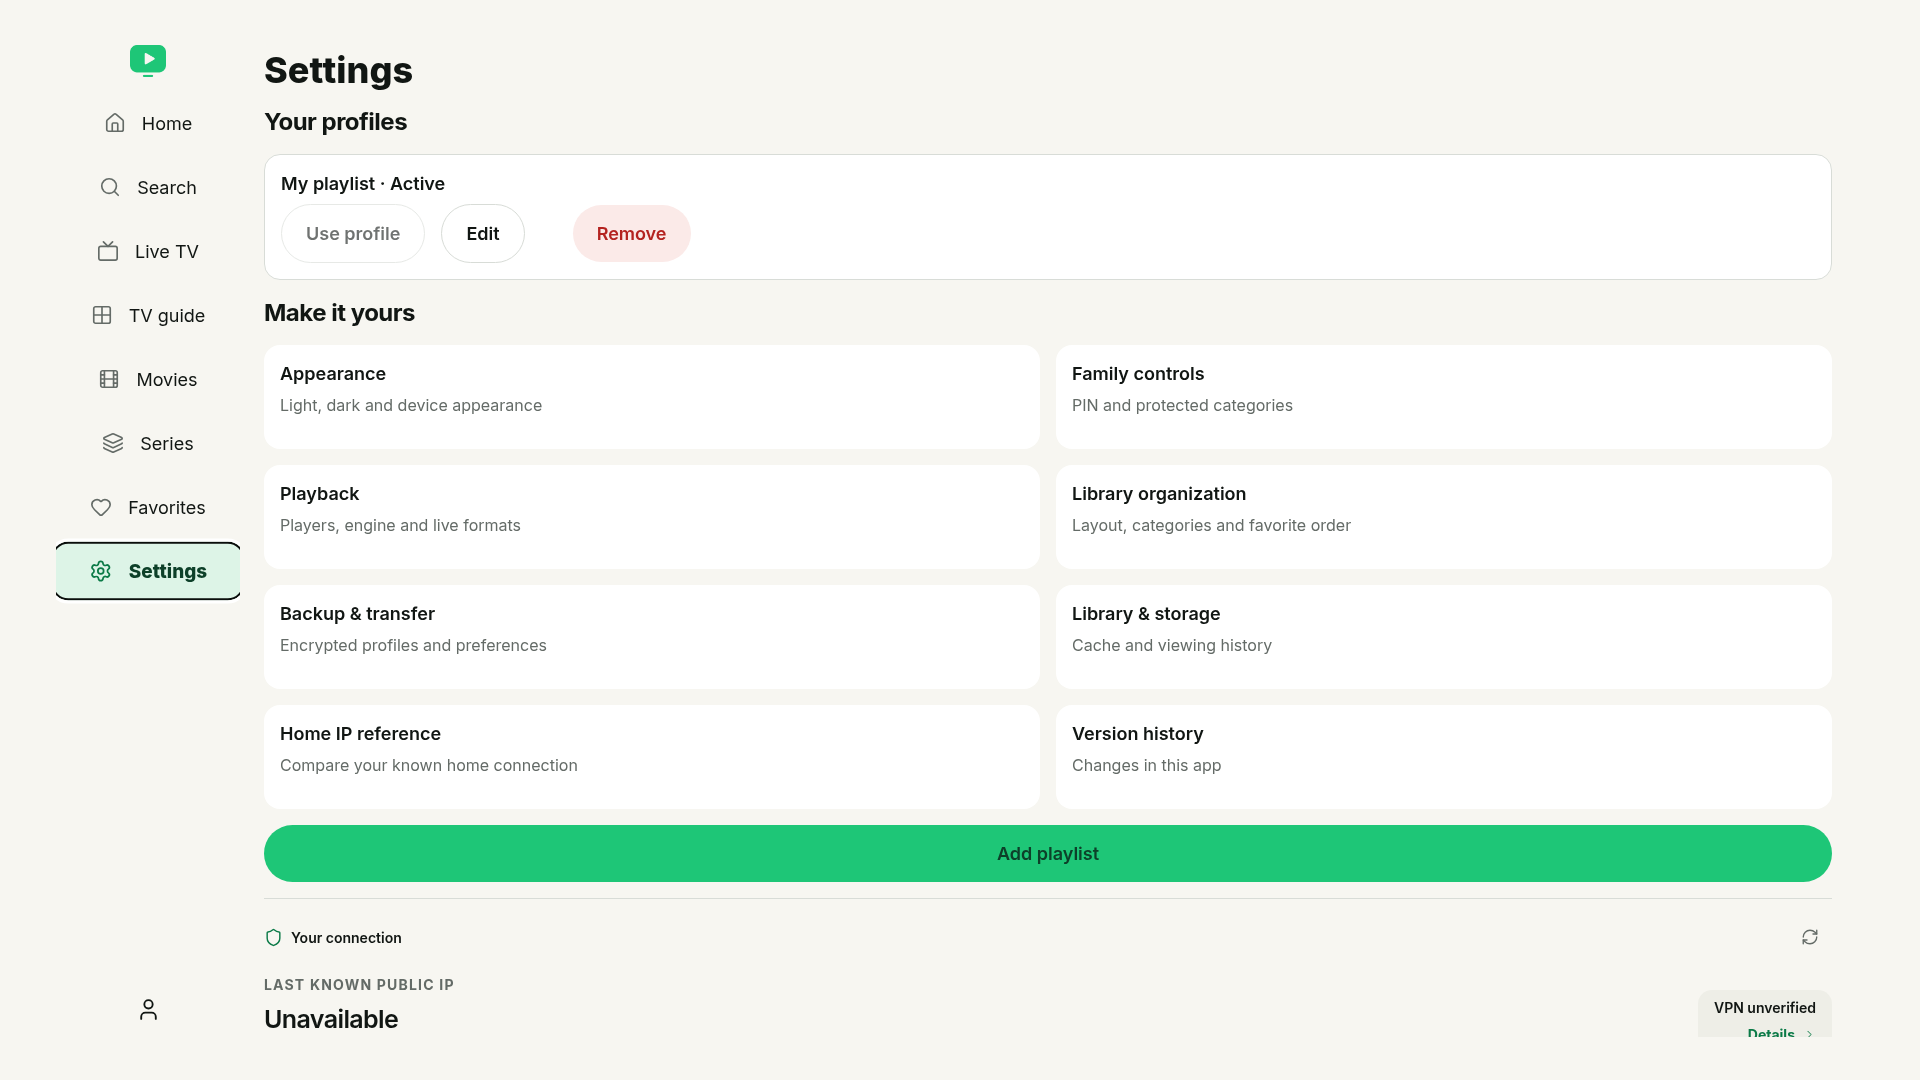 Home
Search
Live TV
TV guide
Movies
Series
Favorites
Settings
Settings
Your profiles
My playlist · Active
Use profile
Edit
Remove
Make it yours
Appearance
Light, dark and device appearance
Family controls
PIN and protected categories
Playback
Players, engine and live formats
Library organization
Layout, categories and favorite order
Backup & transfer
Encrypted profiles and preferences
Library & storage
Cache and viewing history
Home IP reference
Compare your known home connection
Version history
Changes in this app
Add playlist
Your connection
LAST KNOWN PUBLIC IP
Unavailable
VPN unverified
Details